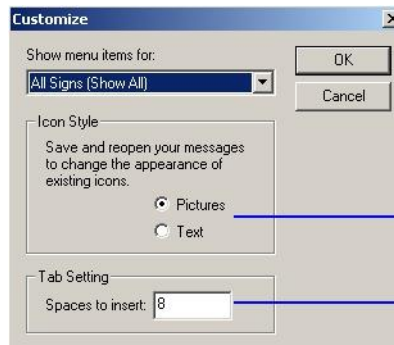 Customize
Show menu items for:
All Signs (Show All)
OK
Cancel
Icon Style
Save and reopen your messages
to change the appearance of
existing icons.
Pictures
Text
Tab Setting
Spaces to insert: 8